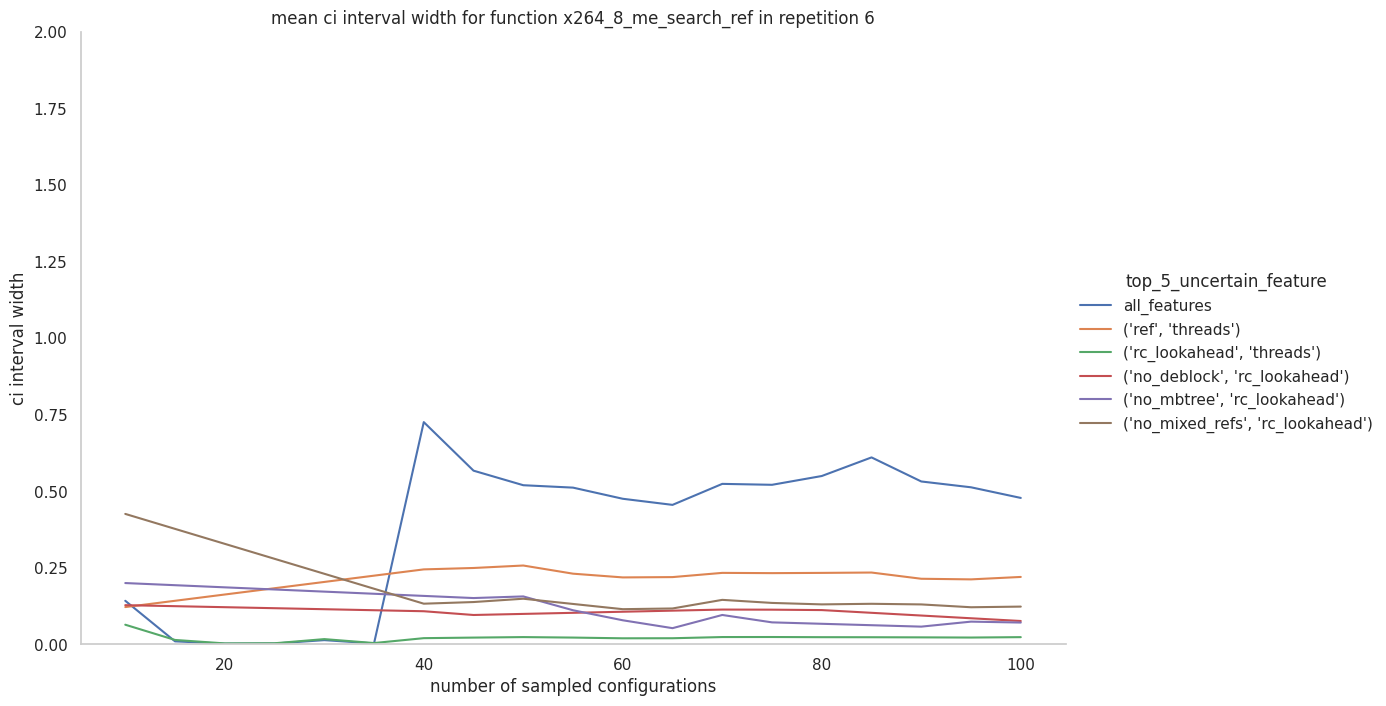 mean ci interval width for function x264_8_me_search_ref in repetition 6
2.00
1.75
1.50
1.25
1.00
0.75
0.50
0.25
0.00
ci interval width
20
40
60
80
100
number of sampled configurations
top_5_uncertain_feature
all_features
('ref', 'threads')
('rc_lookahead', 'threads')
('no_deblock', 'rc_lookahead')
('no_mbtree', 'rc_lookahead')
('no_mixed_refs', 'rc_lookahead')